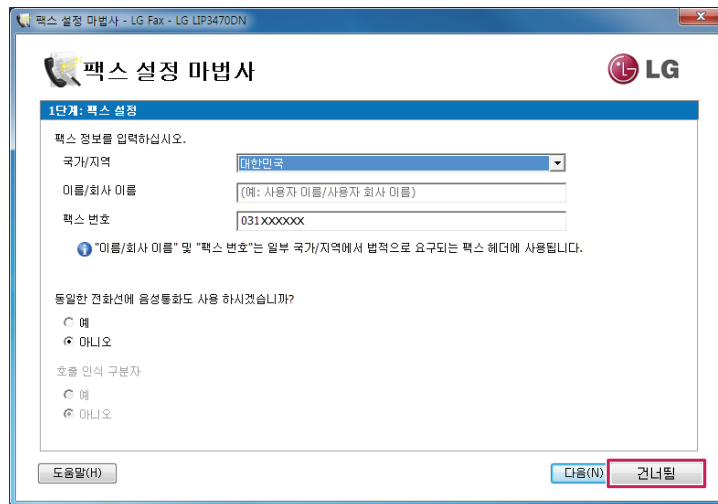 팩스 설정 마법사 - LG Fax - LG LIP3470DN
팩스 설정 마법사
LG
1단계: 팩스 설정
팩스 정보를 입력하십시오.
국가/지역
대한민국
이름/회사 이름
(예: 사용자 이름/사용자 회사 이름)
팩스 번호
031XXXXXX
"이름/회사 이름" 및 "팩스 번호"는 일부 국가/지역에서 법적으로 요구되는 팩스 헤더에 사용됩니다.
동일한 전화선에 음성통화도 사용 하시겠습니까?
예
아니오
호출 인식 구분자
예
아니오
도움말(H)
다음(N)
건너뜀